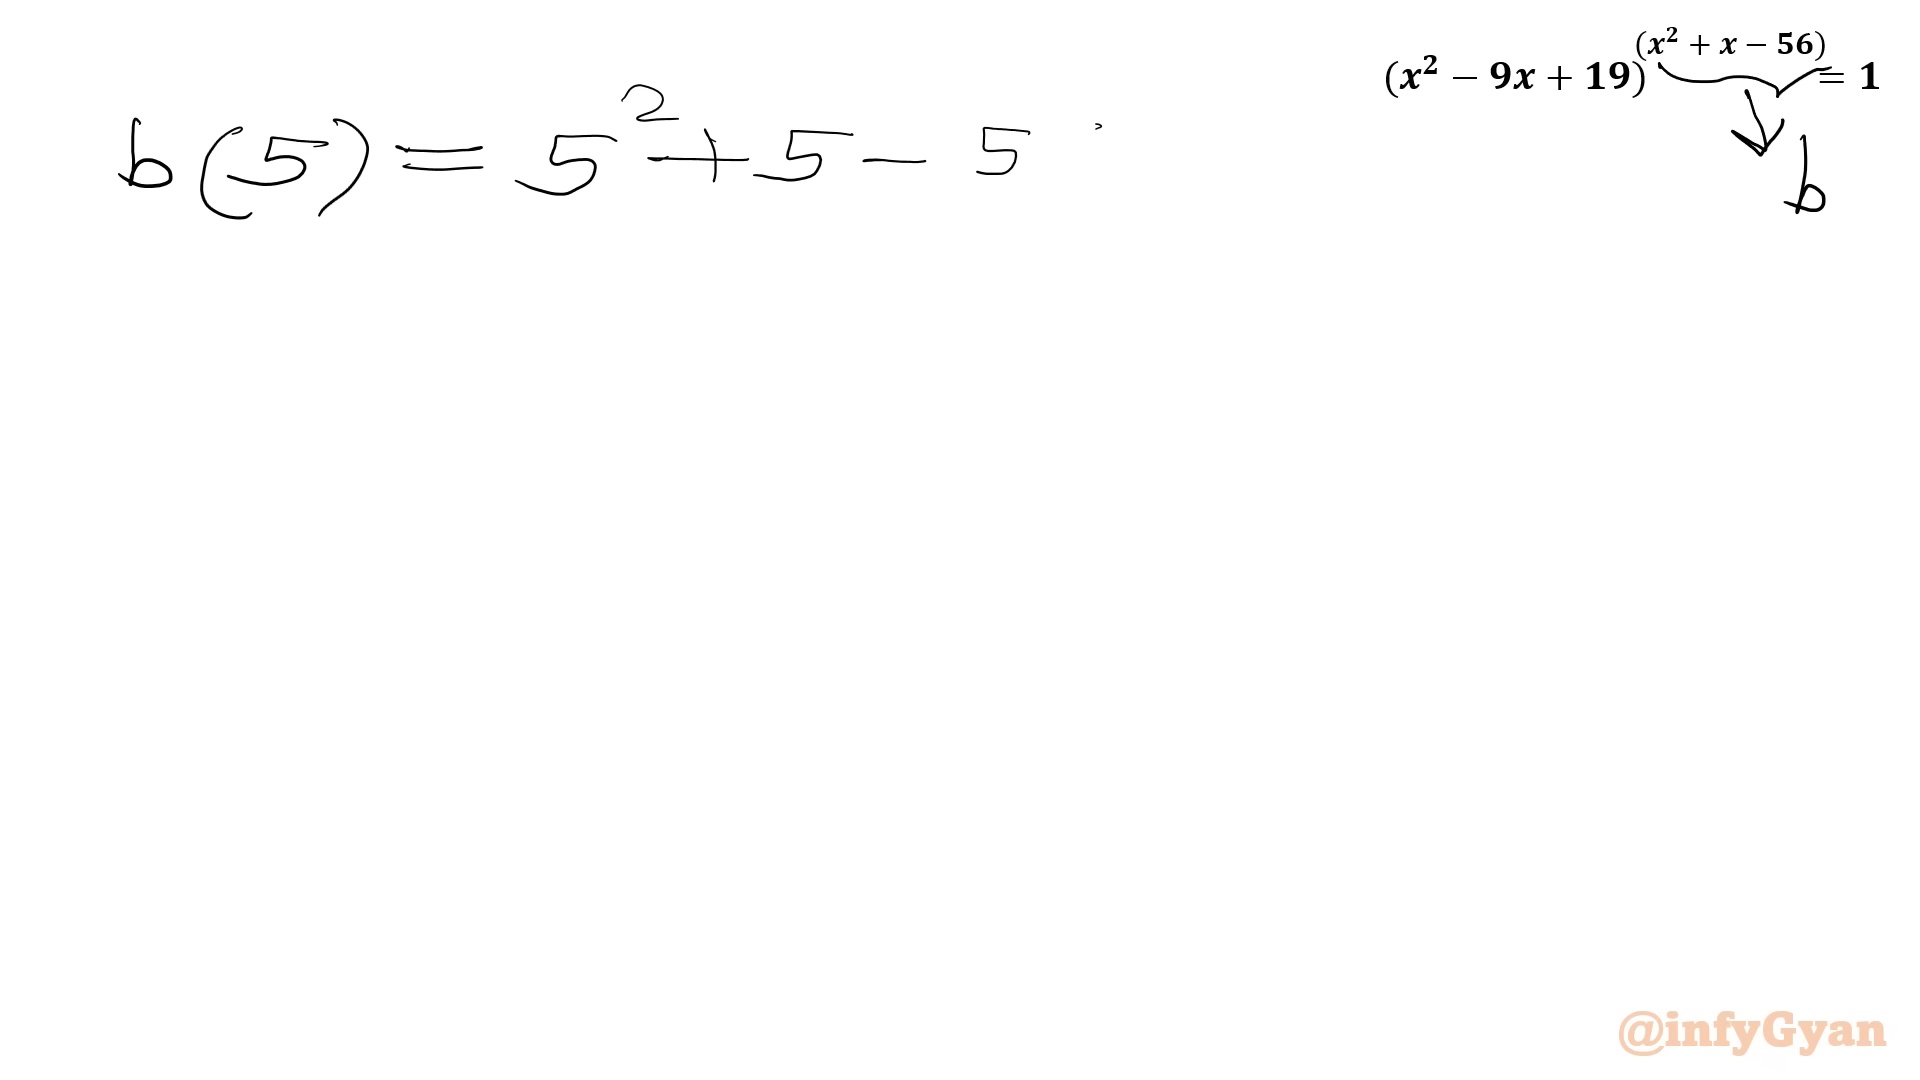 (x² − 9x + 19)^(x² + x − 56) = 1
b(5) = 5² + 5 − 5
b
@infyGyan